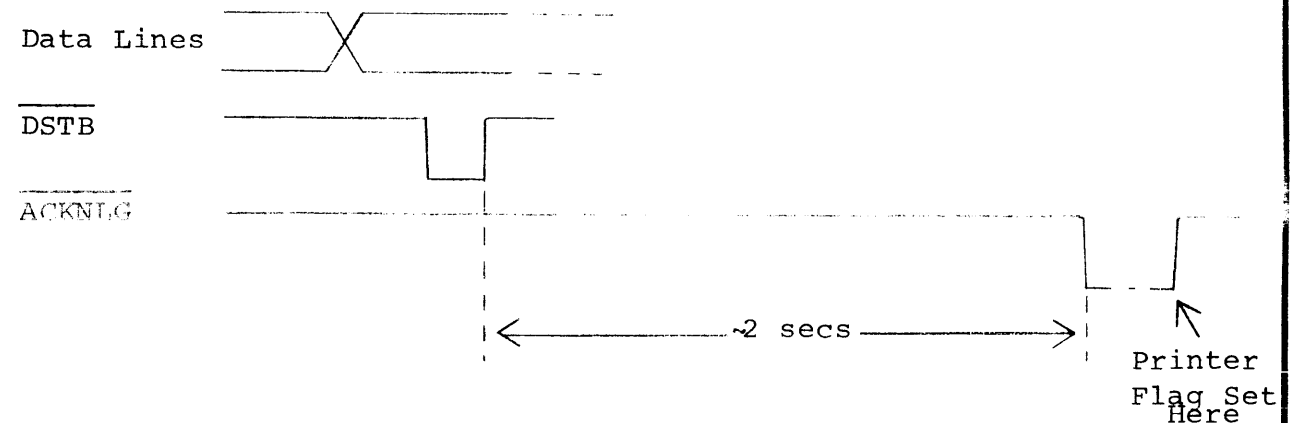 Data Lines
DSTB
ACKNLG
~2 secs
Printer
Flag Set
Here